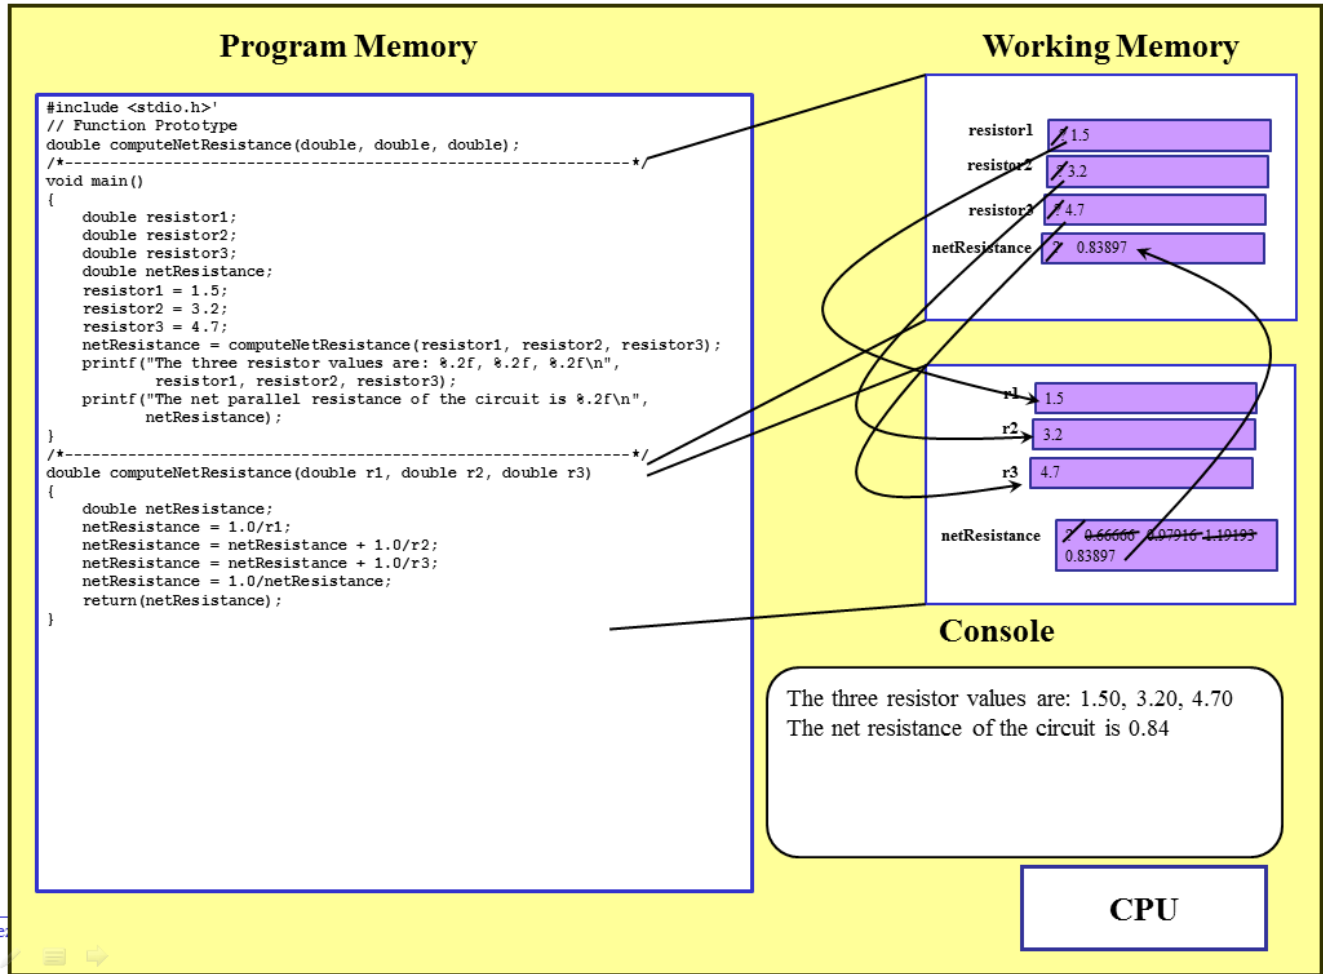 Program Memory
#include <stdio.h>'
// Function Prototype
double computeNetResistance(double, double, double);
/*--------------------------------------------------------------*/
void main()
{
    double resistor1;
    double resistor2;
    double resistor3;
    double netResistance;
    resistor1 = 1.5;
    resistor2 = 3.2;
    resistor3 = 4.7;
    netResistance = computeNetResistance(resistor1, resistor2, resistor3);
    printf("The three resistor values are: %.2f, %.2f, %.2f\n",
            resistor1, resistor2, resistor3);
    printf("The net parallel resistance of the circuit is %.2f\n",
           netResistance);
}
/*--------------------------------------------------------------*/
double computeNetResistance(double r1, double r2, double r3)
{
    double netResistance;
    netResistance = 1.0/r1;
    netResistance = netResistance + 1.0/r2;
    netResistance = netResistance + 1.0/r3;
    netResistance = 1.0/netResistance;
    return(netResistance);
}
Working Memory
resistor1 ? 1.5
resistor2 ? 3.2
resistor3 ? 4.7
netResistance ? 0.83897
r1 1.5
r2 3.2
r3 4.7
netResistance ? 0.66666 0.97916 1.19193
0.83897
Console
The three resistor values are: 1.50, 3.20, 4.70
The net resistance of the circuit is 0.84
CPU